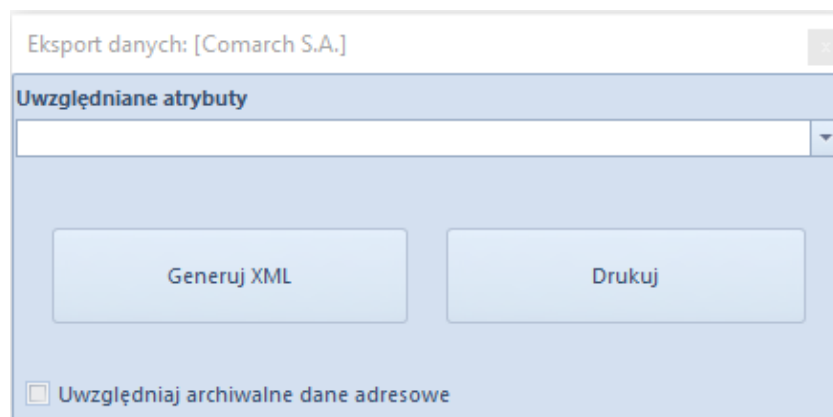 Eksport danych: [Comarch S.A.]
Uwzględniane atrybuty
Generuj XML
Drukuj
Uwzględniaj archiwalne dane adresowe